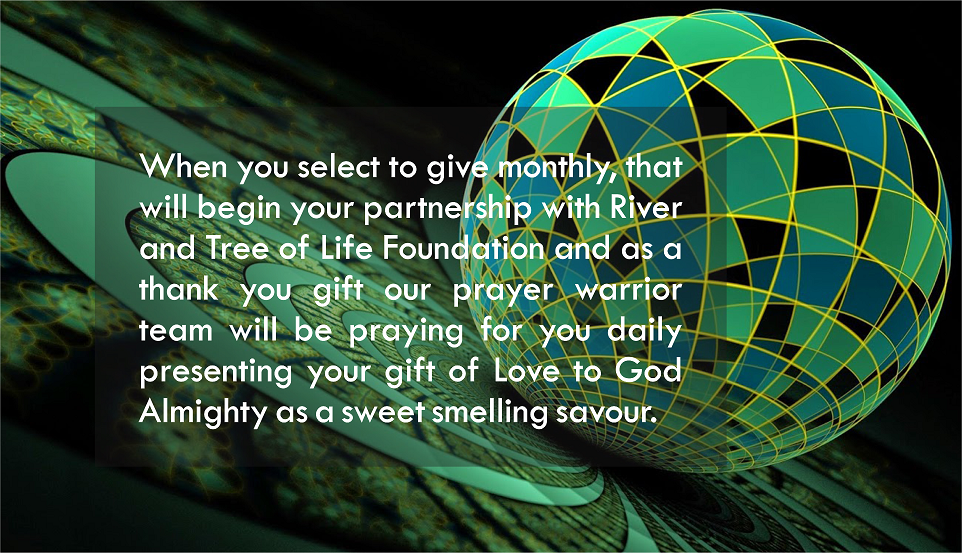 When you select to give monthly, that
will begin your partnership with River
and Tree of Life Foundation and as a
thank you gift our prayer warrior
team will be praying for you daily
presenting your gift of Love to God
Almighty as a sweet smelling savour.